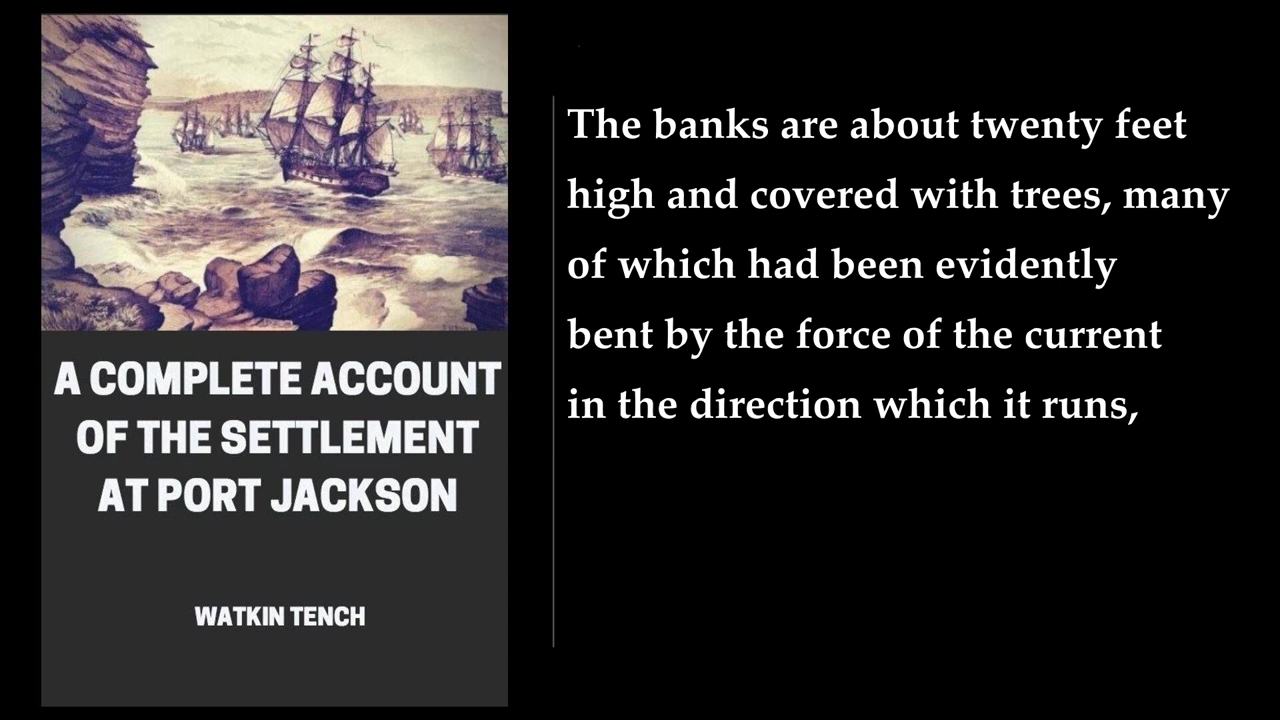 A COMPLETE ACCOUNT
OF THE SETTLEMENT
AT PORT JACKSON
WATKIN TENCH
The banks are about twenty feet
high and covered with trees, many
of which had been evidently
bent by the force of the current
in the direction which it runs,